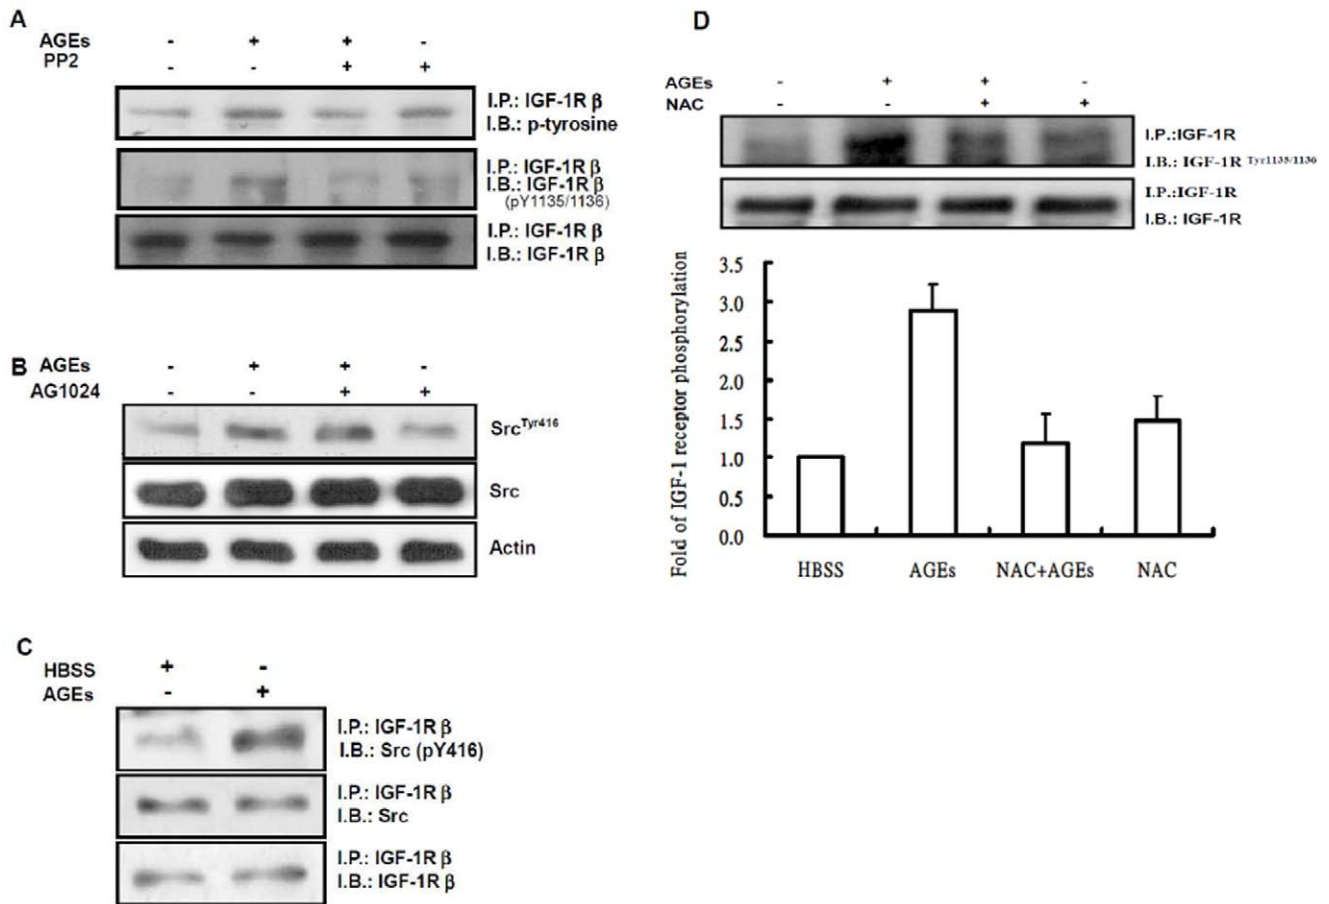 A
AGEs - + + -
PP2 - - + +
I.P.: IGF-1R β
I.B.: p-tyrosine
I.P.: IGF-1R β
I.B.: IGF-1R β
(pY1135/1136)
I.P.: IGF-1R β
I.B.: IGF-1R β
B
AGEs - + + -
AG1024 - - + +
Src Tyr416
Src
Actin
C
HBSS + -
AGEs - +
I.P.: IGF-1R β
I.B.: Src (pY416)
I.P.: IGF-1R β
I.B.: Src
I.P.: IGF-1R β
I.B.: IGF-1R β
D
AGEs - + + -
NAC - - + +
I.P.:IGF-1R
I.B.: IGF-1R Tyr1135/1136
I.P.:IGF-1R
I.B.: IGF-1R
Fold of IGF-1 receptor phosphorylation
3.5
3.0
2.5
2.0
1.5
1.0
0.5
0.0
HBSS AGEs NAC+AGEs NAC